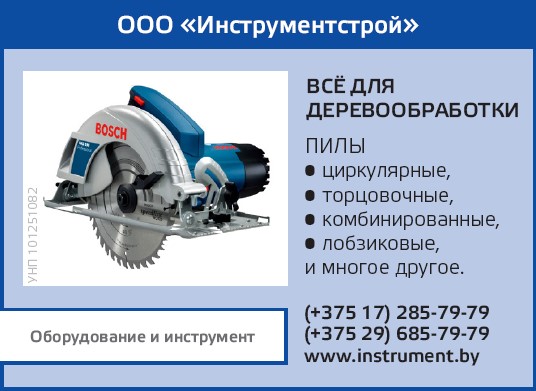 ООО «Инструментстрой»
BOSCH
УНП 101251082
ВСЁ ДЛЯ
ДЕРЕВООБРАБОТКИ
ПИЛЫ
• циркулярные,
• торцовочные,
• комбинированные,
• лобзиковые,
и многое другое.
(+375 17) 285-79-79
(+375 29) 685-79-79
www.instrument.by
Оборудование и инструмент